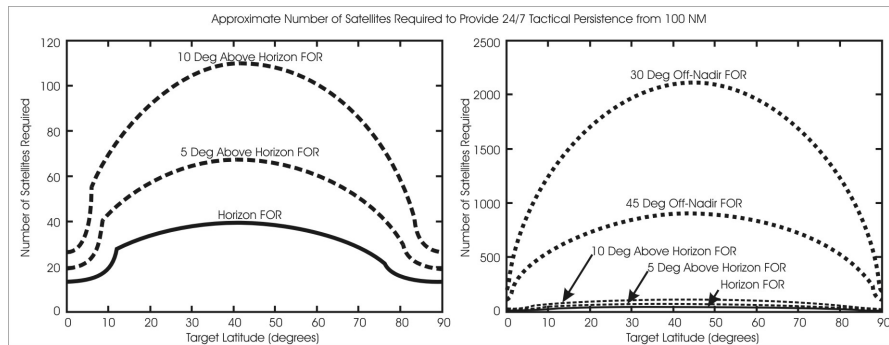 Approximate Number of Satellites Required to Provide 24/7 Tactical Persistence from 100 NM
Number of Satellites Required
120
100
80
60
40
20
0
10 Deg Above Horizon FOR
5 Deg Above Horizon FOR
Horizon FOR
0 10 20 30 40 50 60 70 80 90
Target Latitude (degrees)
Number of Satellites Required
2500
2000
1500
1000
500
0
30 Deg Off-Nadir FOR
45 Deg Off-Nadir FOR
10 Deg Above Horizon FOR
5 Deg Above Horizon FOR
Horizon FOR
0 10 20 30 40 50 60 70 80 90
Target Latitude (degrees)